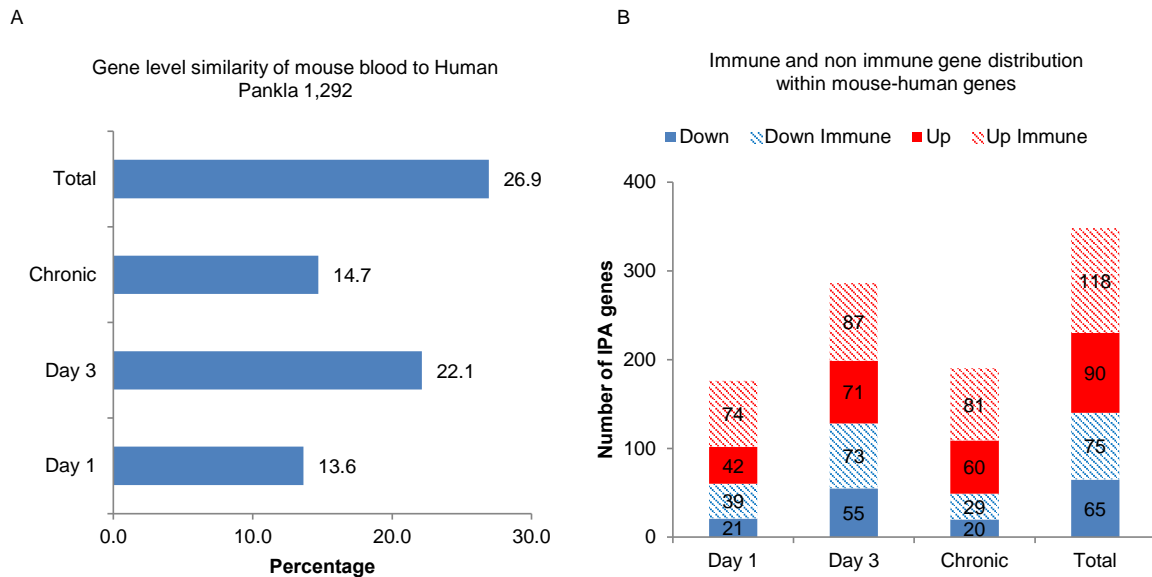 A
Gene level similarity of mouse blood to Human
Pankla 1,292
Total
26.9
Chronic
14.7
Day 3
22.1
Day 1
13.6
0.0 10.0 20.0 30.0
Percentage
B
Immune and non immune gene distribution
within mouse-human genes
Down Down Immune Up Up Immune
Number of IPA genes
400
300
200
100
0
74
42
39
21
87
71
73
55
81
60
29
20
118
90
75
65
Day 1 Day 3 Chronic Total